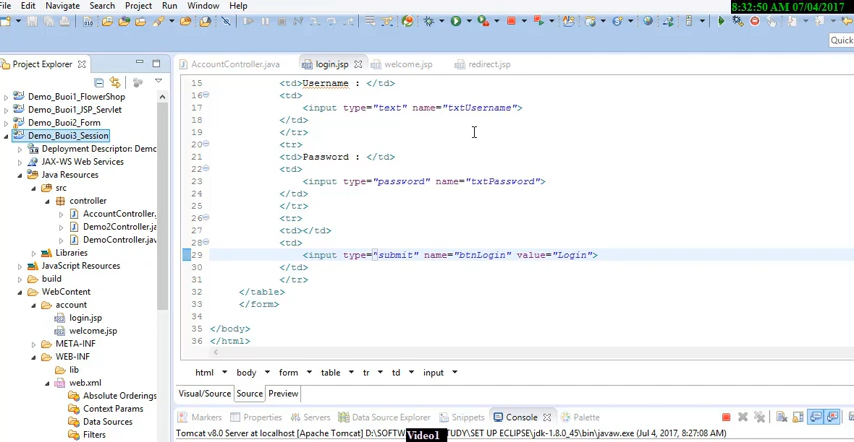 File Edit Navigate Search Project Run Window Help
8:32:50 AM 07/04/2017
Quick
Project Explorer
Demo_Buoi1_FlowerShop
Demo_Buoi1_JSP_Servlet
Demo_Buoi2_Form
Demo_Buoi3_Session
Deployment Descriptor: Demo
JAX-WS Web Services
Java Resources
src
controller
AccountController.
Demo2Controller.
DemoController.jav
Libraries
JavaScript Resources
build
WebContent
account
login.jsp
welcome.jsp
META-INF
WEB-INF
lib
web.xml
Absolute Orderings
Context Params
Data Sources
Filters
AccountController.java login.jsp welcome.jsp redirect.jsp
15 <td>Username : </td>
16 <td>
17 <input type="text" name="txtUsername">
18 </td>
19 </tr>
20 <tr>
21 <td>Password : </td>
22 <td>
23 <input type="password" name="txtPassword">
24 </td>
25 </tr>
26 <tr>
27 <td></td>
28 <td>
29 <input type="submit" name="btnLogin" value="Login">
30 </td>
31 </tr>
32 </table>
33 </form>
34
35 </body>
36 </html>
html body form table tr td input
Visual/Source Source Preview
Markers Properties Servers Data Source Explorer Snippets Console Palette
Tomcat v8.0 Server at localhost [Apache Tomcat] D:\SOFTW STUDY\SET UP ECLIPSE\jdk-1.8.0_45\bin\javaw.exe (Jul 4, 2017, 8:27:08 AM)
Video1